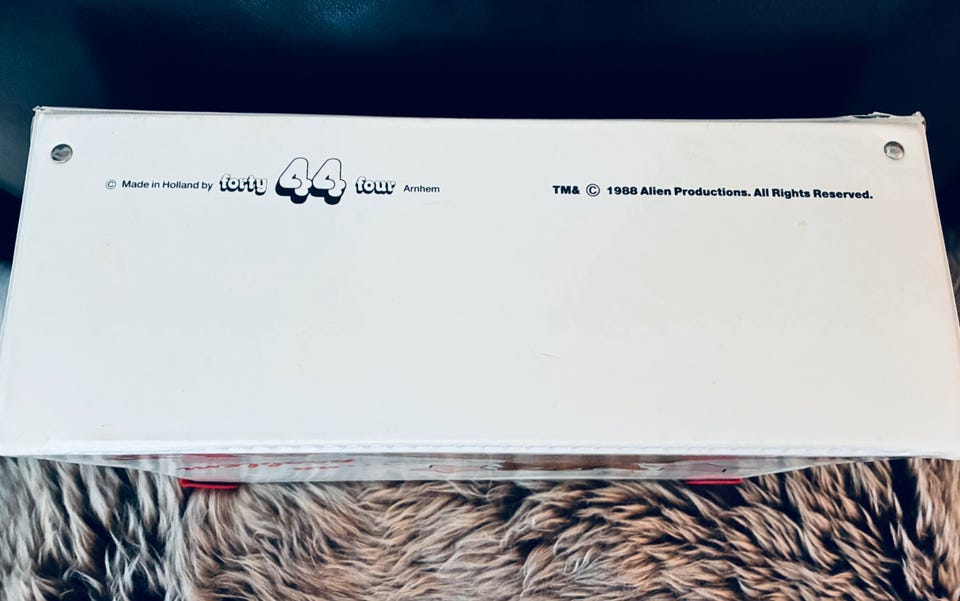 © Made in Holland by forty 44 four Arnhem
TM& © 1988 Alien Productions. All Rights Reserved.